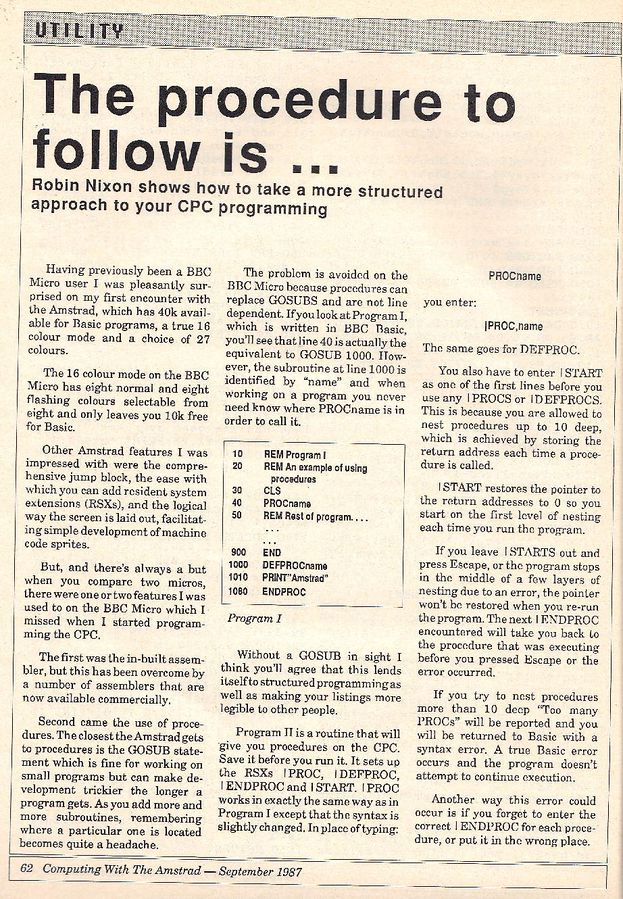 UTILITY
The procedure to
follow is ...
Robin Nixon shows how to take a more structured
approach to your CPC programming
Having previously been a BBC
Micro user I was pleasantly sur-
prised on my first encounter with
the Amstrad, which has 40k avail-
able for Basic programs, a true 16
colour mode and a choice of 27
colours.
The 16 colour mode on the BBC
Micro has eight normal and eight
flashing colours selectable from
eight and only leaves you 10k free
for Basic.
Other Amstrad features I was
impressed with were the compre-
hensive jump block, the ease with
which you can add resident system
extensions (RSXs), and the logical
way the screen is laid out, facilitat-
ing simple development of machine
code sprites.
But, and there's always a but
when you compare two micros,
there were one or two features I was
used to on the BBC Micro which I
missed when I started program-
ming the CPC.
The first was the in-built assem-
bler, but this has been overcome by
a number of assemblers that are
now available commercially.
Second came the use of proce-
dures. The closest the Amstrad gets
to procedures is the GOSUB state-
ment which is fine for working on
small programs but can make de-
velopment trickier the longer a
program gets. As you add more and
more subroutines, remembering
where a particular one is located
becomes quite a headache.
The problem is avoided on the
BBC Micro because procedures can
replace GOSUBS and are not line
dependent. If you look at Program I,
which is written in BBC Basic,
you'll see that line 40 is actually the
equivalent to GOSUB 1000. How-
ever, the subroutine at line 1000 is
identified by "name" and when
working on a program you never
need know where PROCname is in
order to call it.
10 REM Program I
20 REM An example of using
procedures
30 CLS
40 PROCname
50 REM Rest of program....
...
...
900 END
1000 DEFPROCname
1010 PRINT"Amstrad"
1080 ENDPROC
Program I
Without a GOSUB in sight I
think you'll agree that this lends
itself to structured programming as
well as making your listings more
legible to other people.
Program II is a routine that will
give you procedures on the CPC.
Save it before you run it. It sets up
the RSXs |PROC, |DEFPROC,
|ENDPROC and |START. |PROC
works in exactly the same way as in
Program I except that the syntax is
slightly changed. In place of typing:
PROCname
you enter:
|PROC,name
The same goes for DEFPROC.
You also have to enter |START
as one of the first lines before you
use any |PROCS or |DEFPROCS.
This is because you are allowed to
nest procedures up to 10 deep,
which is achieved by storing the
return address each time a proce-
dure is called.
|START restores the pointer to
the return addresses to 0 so you
start on the first level of nesting
each time you run the program.
If you leave |STARTS out and
press Escape, or the program stops
in the middle of a few layers of
nesting due to an error, the pointer
won't be restored when you re-run
the program. The next |ENDPROC
encountered will take you back to
the procedure that was executing
before you pressed Escape or the
error occurred.
If you try to nest procedures
more than 10 deep "Too many
PROCs" will be reported and you
will be returned to Basic with a
syntax error. A true Basic error
occurs and the program doesn't
attempt to continue execution.
Another way this error could
occur is if you forget to enter the
correct |ENDPROC for each proce-
dure, or put it in the wrong place.
62 Computing With The Amstrad — September 1987